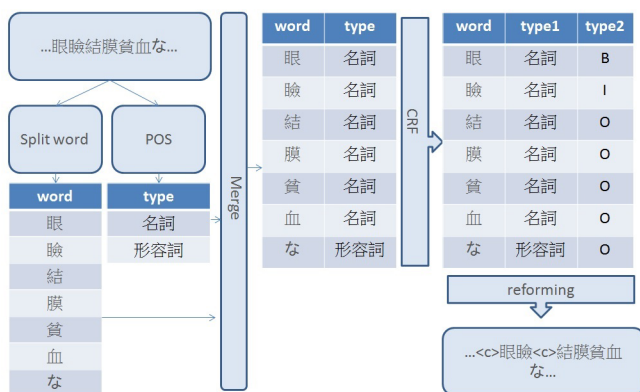 ...眼瞼結膜貧血な...
Split word
POS
word
眼
瞼
結
膜
貧
血
な
type
名詞
形容詞
Merge
word type
眼 名詞
瞼 名詞
結 名詞
膜 名詞
貧 名詞
血 名詞
な 形容詞
CRF
word type1 type2
眼 名詞 B
瞼 名詞 I
結 名詞 O
膜 名詞 O
貧 名詞 O
血 名詞 O
な 形容詞 O
reforming
...<c>眼瞼<c>結膜貧血
な...